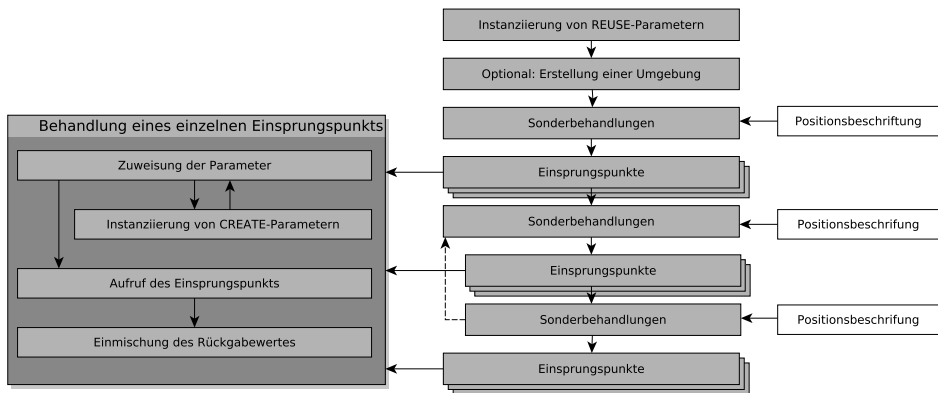 Instanziierung von REUSE-Parametern
Optional: Erstellung einer Umgebung
Sonderbehandlungen
Positionsbeschriftung
Einsprungspunkte
Sonderbehandlungen
Positionsbeschrifung
Einsprungspunkte
Sonderbehandlungen
Positionsbeschrifung
Einsprungspunkte
Behandlung eines einzelnen Einsprungspunkts
Zuweisung der Parameter
Instanziierung von CREATE-Parametern
Aufruf des Einsprungspunkts
Einmischung des Rückgabewertes